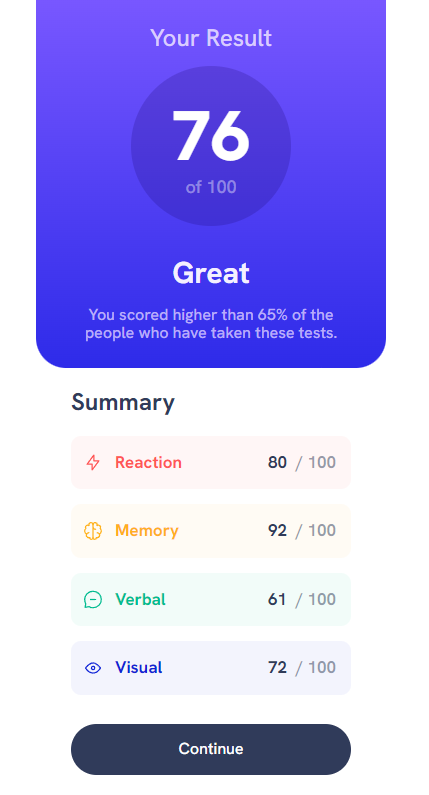 Your Result
76
of 100
Great
You scored higher than 65% of the
people who have taken these tests.
Summary
Reaction 80 / 100
Memory 92 / 100
Verbal 61 / 100
Visual 72 / 100
Continue